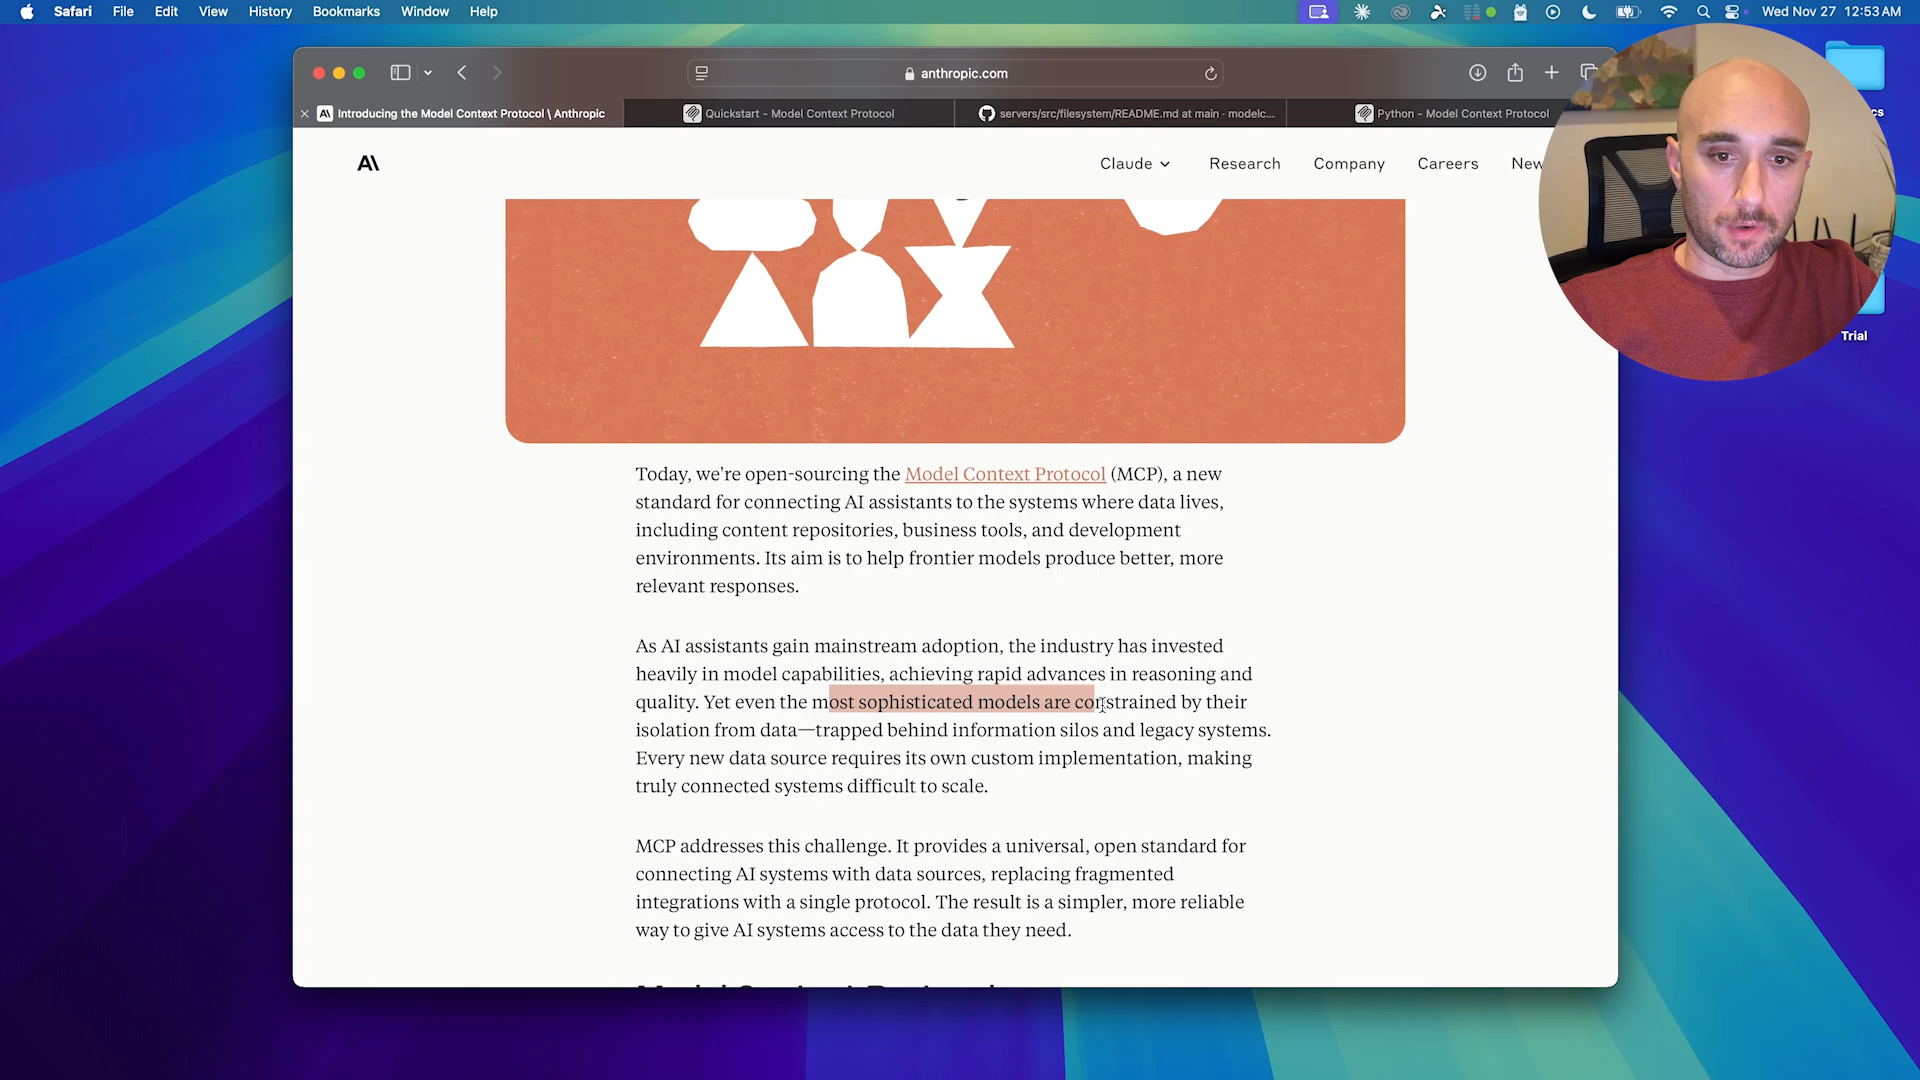 Safari File Edit View History Bookmarks Window Help
Wed Nov 27 12:53 AM
anthropic.com
Introducing the Model Context Protocol \ Anthropic
Quickstart - Model Context Protocol
servers/src/filesystem/README.md at main · modelc...
Python - Model Context Protocol
Claude Research Company Careers
Today, we're open-sourcing the Model Context Protocol (MCP), a new
standard for connecting AI assistants to the systems where data lives,
including content repositories, business tools, and development
environments. Its aim is to help frontier models produce better, more
relevant responses.
As AI assistants gain mainstream adoption, the industry has invested
heavily in model capabilities, achieving rapid advances in reasoning and
quality. Yet even the most sophisticated models are constrained by their
isolation from data—trapped behind information silos and legacy systems.
Every new data source requires its own custom implementation, making
truly connected systems difficult to scale.
MCP addresses this challenge. It provides a universal, open standard for
connecting AI systems with data sources, replacing fragmented
integrations with a single protocol. The result is a simpler, more reliable
way to give AI systems access to the data they need.
Trial